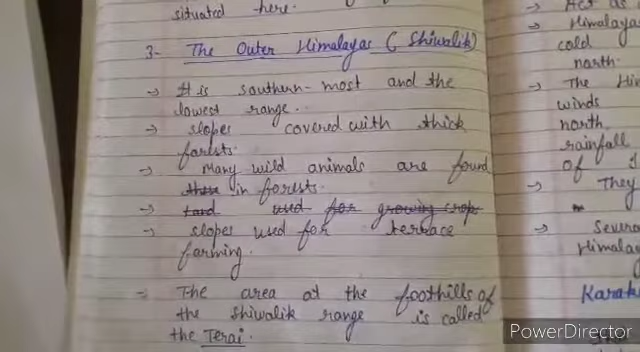 situated here.
3- The Outer Himalayas (Shiwalik)
→ It is southern-most and the
lowest range.
→ slopes covered with thick
forests.
→ Many wild animals are found
there in forests.
→ land used for growing crops
→ slopes used for terrace
farming.
→ The area at the foothills of
the Shiwalik range is called
the Terai.
→ Act as
→ Himalaya
cold
north.
→ The Him
winds
north
rainfall
of
→ They
→ Severa
Himalay
Karak
PowerDirector